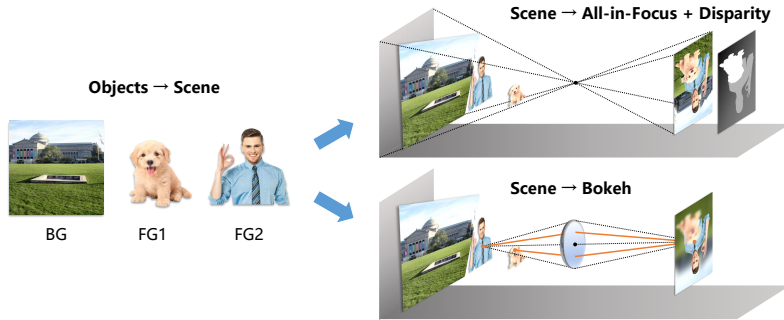 Scene → All-in-Focus + Disparity
Objects → Scene
BG
FG1
FG2
Scene → Bokeh